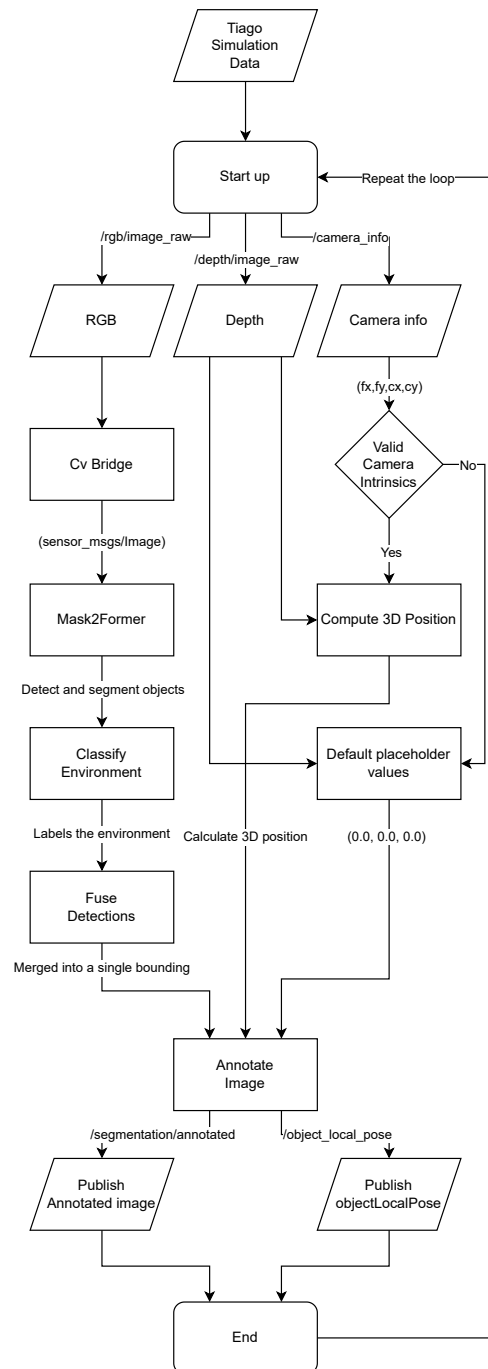 Tiago
Simulation
Data
Start up
Repeat the loop
/rgb/image_raw
/depth/image_raw
/camera_info
RGB
Depth
Camera info
(fx,fy,cx,cy)
Valid
Camera
Intrinsics
No
Cv Bridge
(sensor_msgs/Image)
Yes
Mask2Former
Compute 3D Position
Detect and segment objects
Classify
Environment
Default placeholder
values
Labels the environment
Calculate 3D position
(0.0, 0.0, 0.0)
Fuse
Detections
Merged into a single bounding
Annotate
Image
/segmentation/annotated
/object_local_pose
Publish
Annotated image
Publish
objectLocalPose
End